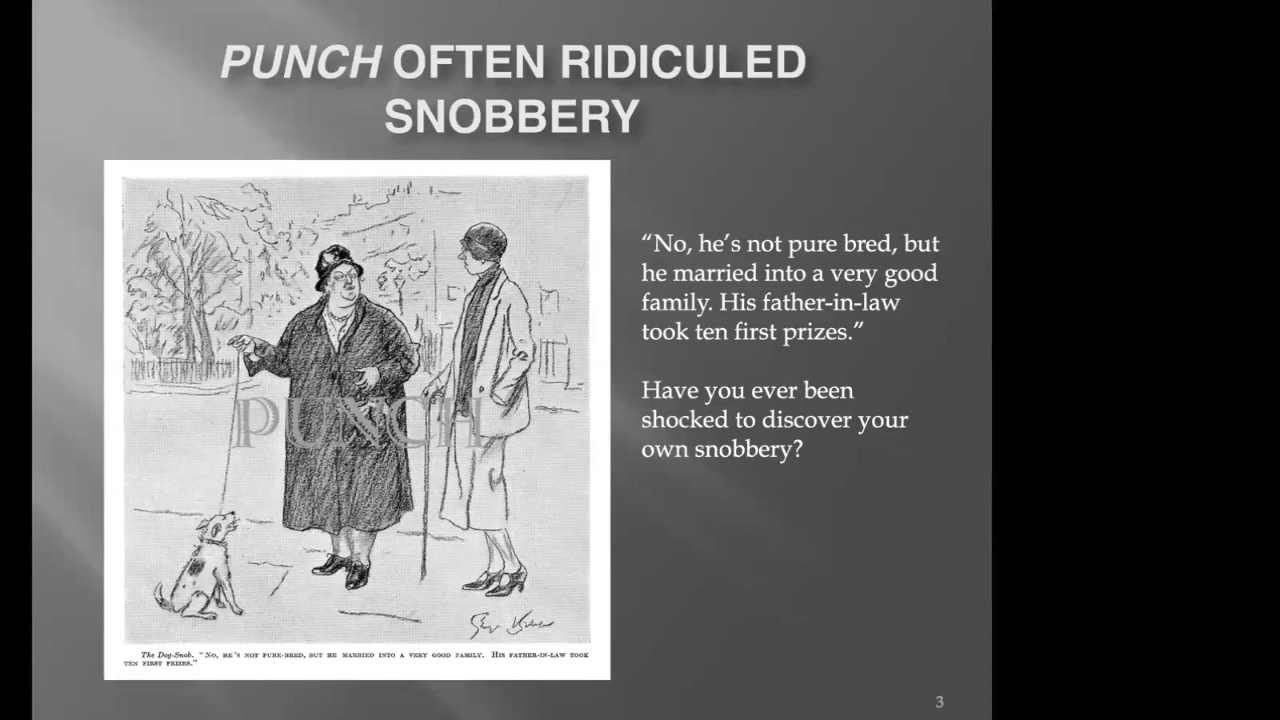 PUNCH OFTEN RIDICULED
SNOBBERY
“No, he’s not pure bred, but
he married into a very good
family. His father-in-law
took ten first prizes.”
Have you ever been
shocked to discover your
own snobbery?
PUNCH
The Dog-Snob. “No, he’s not pure-bred, but he married into a very good family. His father-in-law took
ten first prizes.”
3